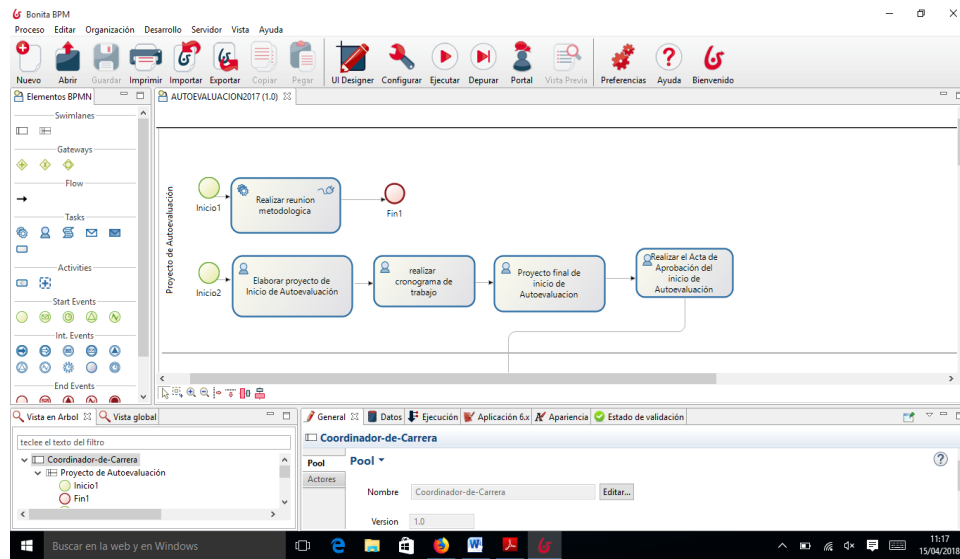 Bonita BPM
Proceso Editar Organización Desarrollo Servidor Vista Ayuda
Nuevo Abrir Guardar Imprimir Importar Exportar Copiar Pegar UI Designer Configurar Ejecutar Depurar Portal Vista Previa Preferencias Ayuda Bienvenido
Elementos BPMN
AUTOEVALUACION2017 (1.0)
Swimlanes
Gateways
Flow
Tasks
Activities
Start Events
Int. Events
End Events
Proyecto de Autoevaluación
Inicio1
Realizar reunion
metodologica
Fin1
Inicio2
Elaborar proyecto de
Inicio de Autoevaluación
realizar
cronograma de
trabajo
Proyecto final de
inicio de
Autoevaluacion
Realizar el Acta de
Aprobación del
inicio de
Autoevaluación
Vista en Arbol Vista global
teclee el texto del filtro
Coordinador-de-Carrera
Proyecto de Autoevaluación
Inicio1
Fin1
General Datos Ejecución Aplicación 6.x Apariencia Estado de validación
Coordinador-de-Carrera
Pool
Actores
Pool
Nombre Coordinador-de-Carrera Editar...
Version 1.0
Buscar en la web y en Windows
11:17
15/04/2018